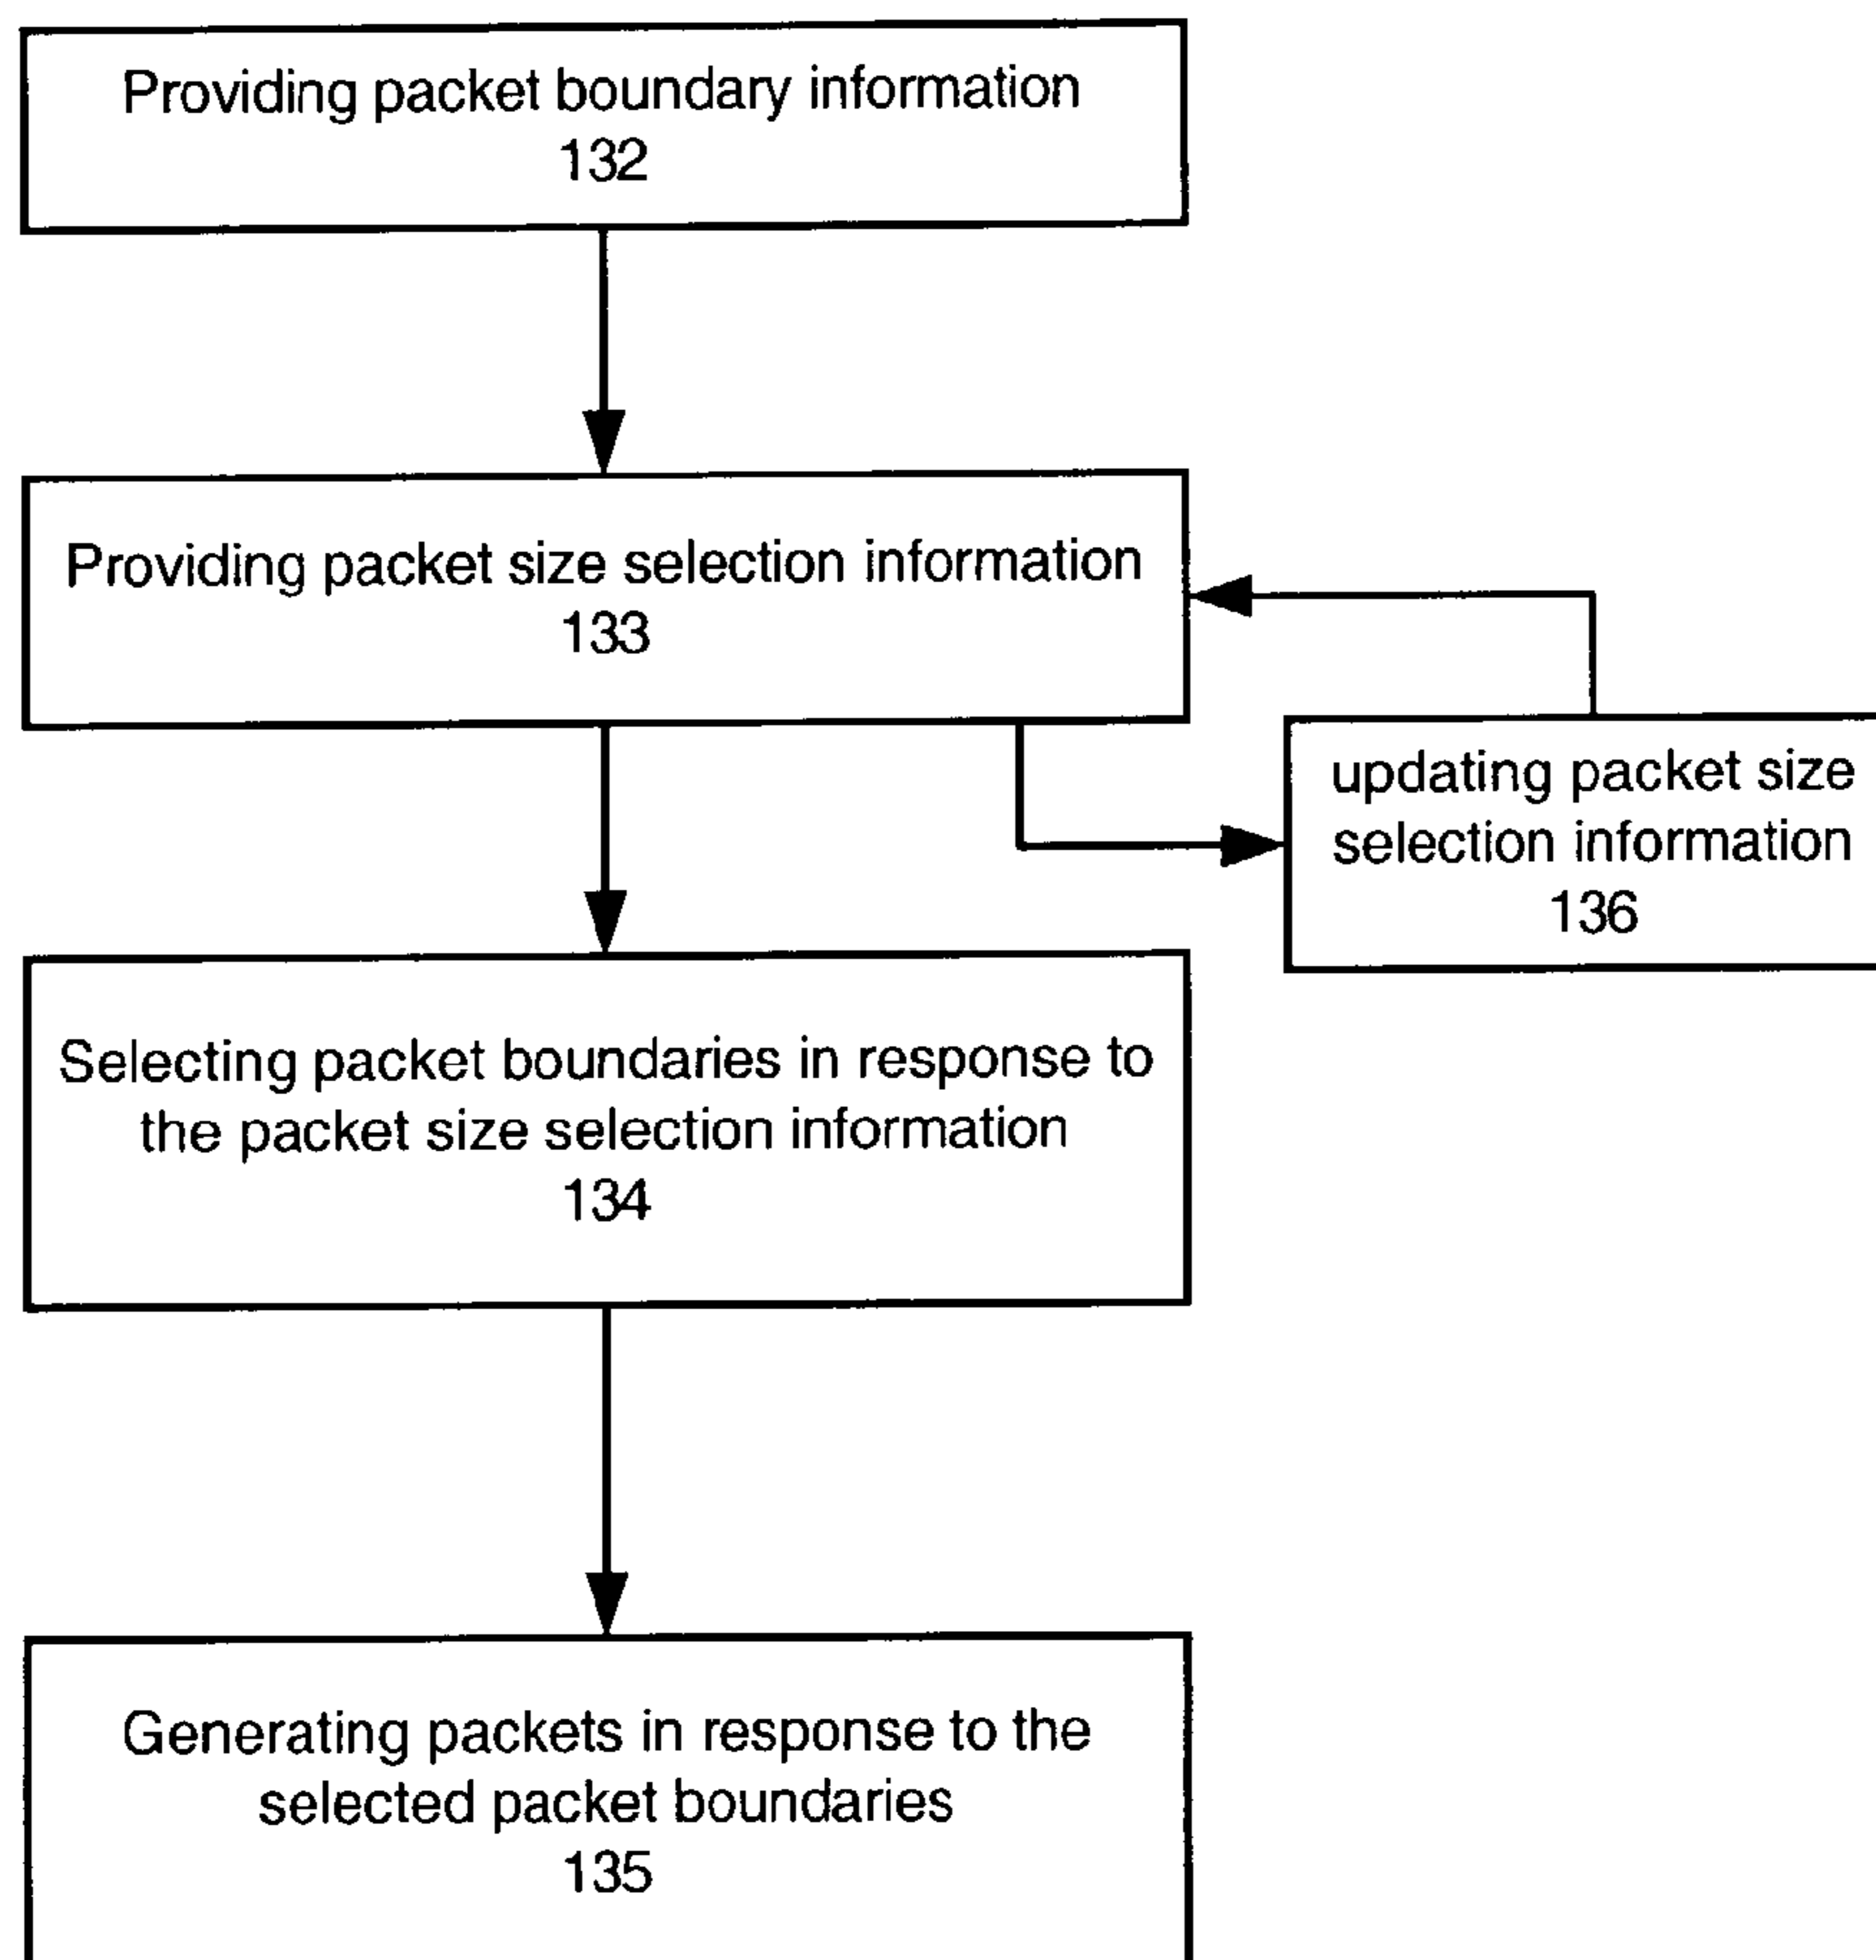 Providing packet boundary information
132
Providing packet size selection information
133
updating packet size
selection information
136
Selecting packet boundaries in response to
the packet size selection information
134
Generating packets in response to the
selected packet boundaries
135